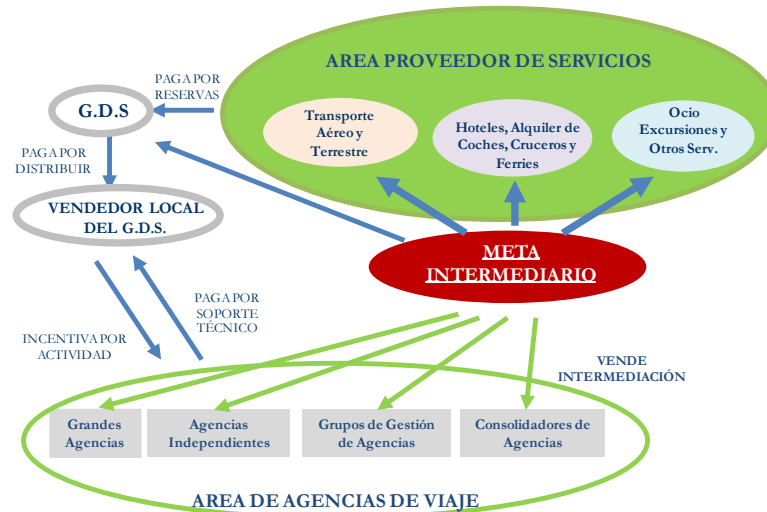 AREA PROVEEDOR DE SERVICIOS
PAGA POR
RESERVAS
G.D.S
Transporte
Aéreo y
Terrestre
Hoteles, Alquiler de
Coches, Cruceros y
Ferries
Ocio
Excursiones y
Otros Serv.
PAGA POR
DISTRIBUIR
VENDEDOR LOCAL
DEL G.D.S.
META
INTERMEDIARIO
PAGA POR
SOPORTE
TÉCNICO
INCENTIVA POR
ACTIVIDAD
VENDE
INTERMEDIACIÓN
Grandes
Agencias
Agencias
Independientes
Grupos de Gestión
de Agencias
Consolidadores de
Agencias
AREA DE AGENCIAS DE VIAJE